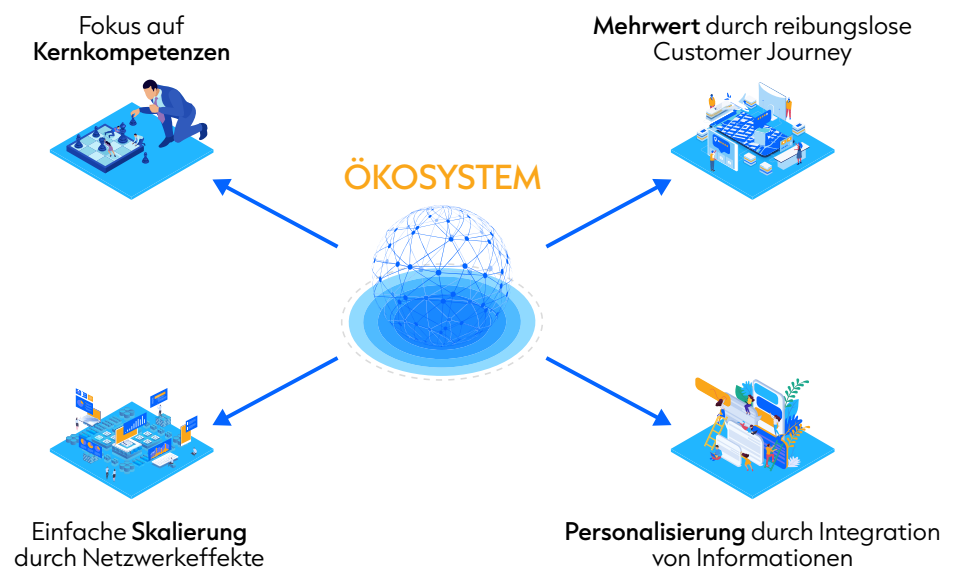 Fokus auf
Kernkompetenzen
Mehrwert durch reibungslose
Customer Journey
ÖKOSYSTEM
Einfache Skalierung
durch Netzwerkeffekte
Personalisierung durch Integration
von Informationen